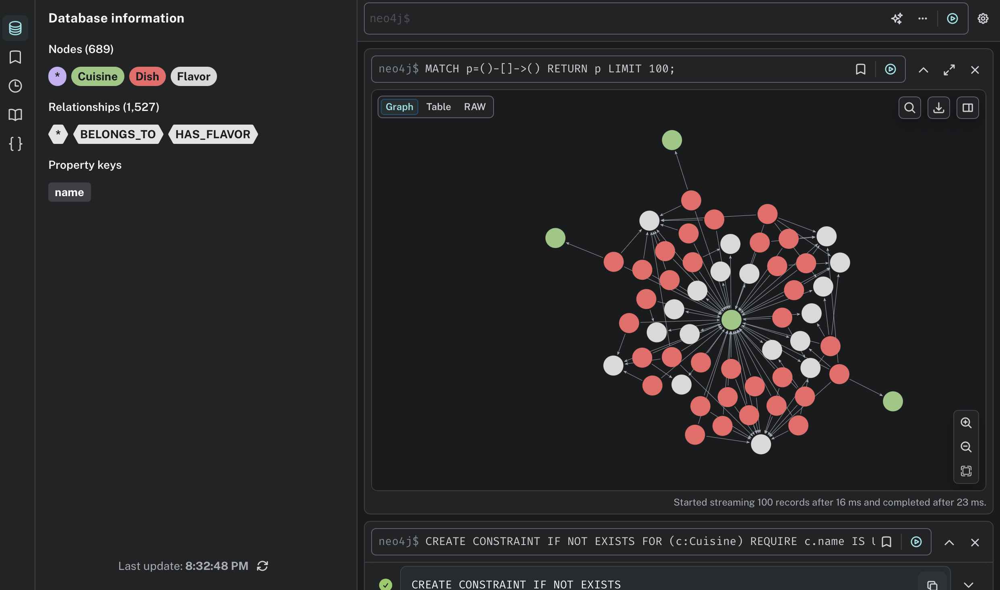 Database information
Nodes (689)
* Cuisine Dish Flavor
Relationships (1,527)
* BELONGS_TO HAS_FLAVOR
Property keys
name
Last update: 8:32:48 PM
neo4j$
neo4j$ MATCH p=()-[]->() RETURN p LIMIT 100;
Graph Table RAW
Started streaming 100 records after 16 ms and completed after 23 ms.
neo4j$ CREATE CONSTRAINT IF NOT EXISTS FOR (c:Cuisine) REQUIRE c.name IS
CREATE CONSTRAINT IF NOT EXISTS